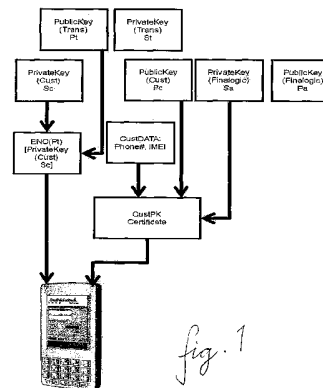 PublicKey
(Trans)
Pt
PrivateKey
(Trans)
St
PrivateKey
(Cust)
Sc
PublicKey
(Cust)
Pc
PrivateKey
(Finalogic)
Sa
PublicKey
(Finalogic)
Pa
ENC(Pt)
[PrivateKey
(Cust)
Sc]
CustDATA:
Phone#, IMEI
CustPK
Certificate
fig. 1